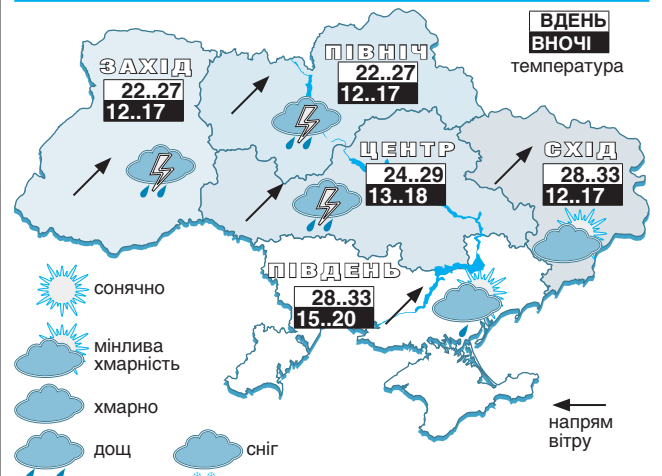 ВДЕНЬ
ВНОЧІ
температура
ПІВНІЧ
22..27
12..17
ЗАХІД
22..27
12..17
ЦЕНТР
24..29
13..18
СХІД
28..33
12..17
ПІВДЕНЬ
28..33
15..20
сонячно
мінлива
хмарність
хмарно
дощ
сніг
напрям
вітру